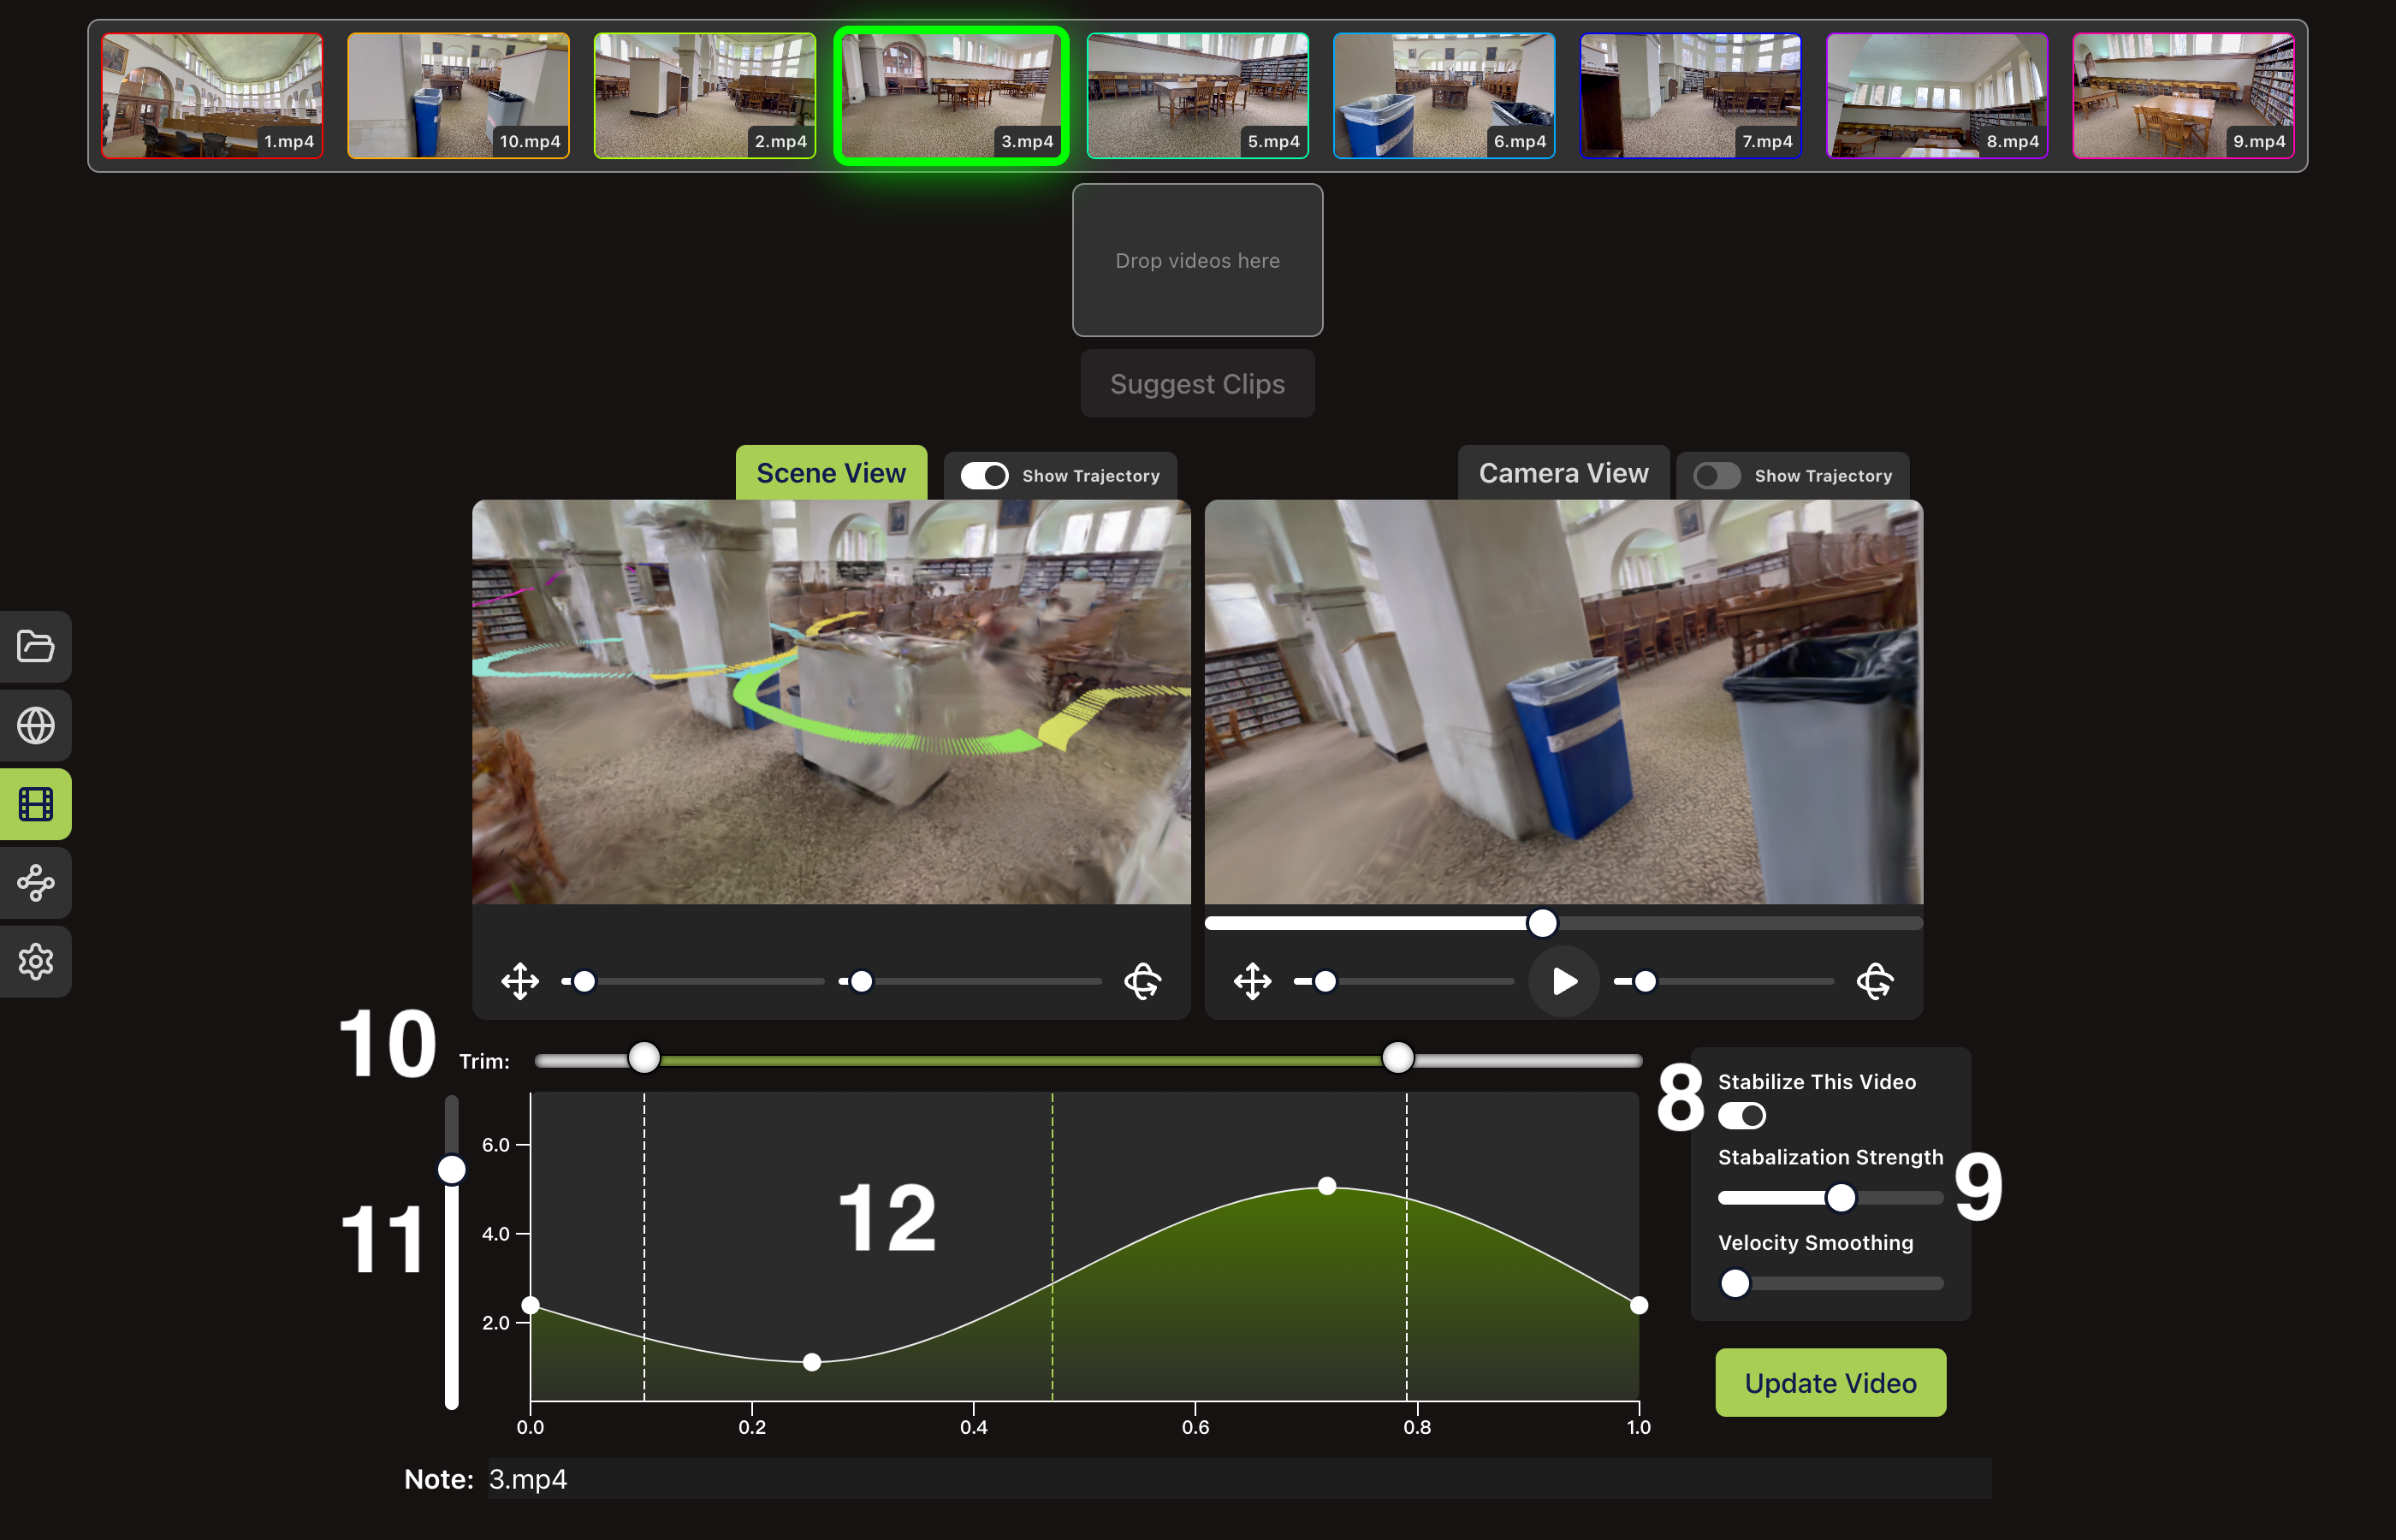 1.mp4
10.mp4
2.mp4
3.mp4
5.mp4
6.mp4
7.mp4
8.mp4
9.mp4
Drop videos here
Suggest Clips
Scene View
Show Trajectory
Camera View
Show Trajectory
10
Trim:
8
Stabilize This Video
Stabalization Strength
9
Velocity Smoothing
Update Video
11
12
6.0
4.0
2.0
0.0
0.2
0.4
0.6
0.8
1.0
Note: 3.mp4